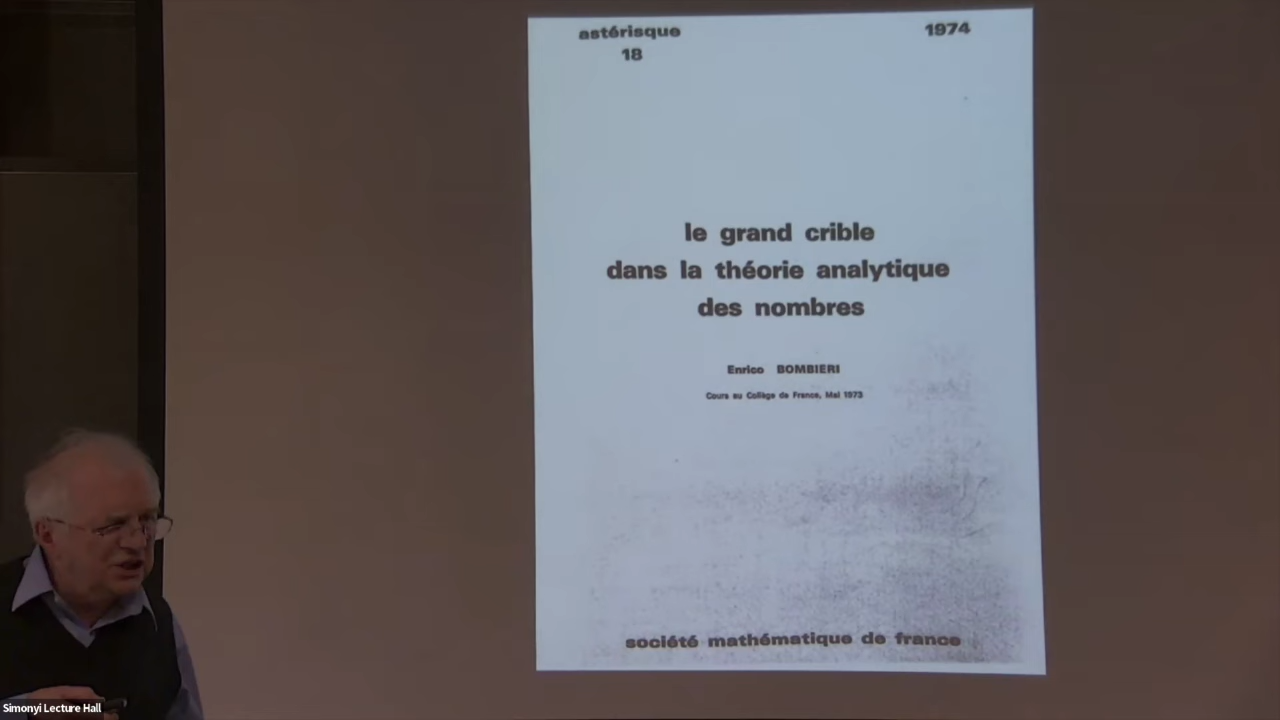 astérisque 1974
18
le grand crible
dans la théorie analytique
des nombres
Enrico BOMBIERI
Cours au Collège de France, Mai 1973
société mathématique de france
Simonyi Lecture Hall